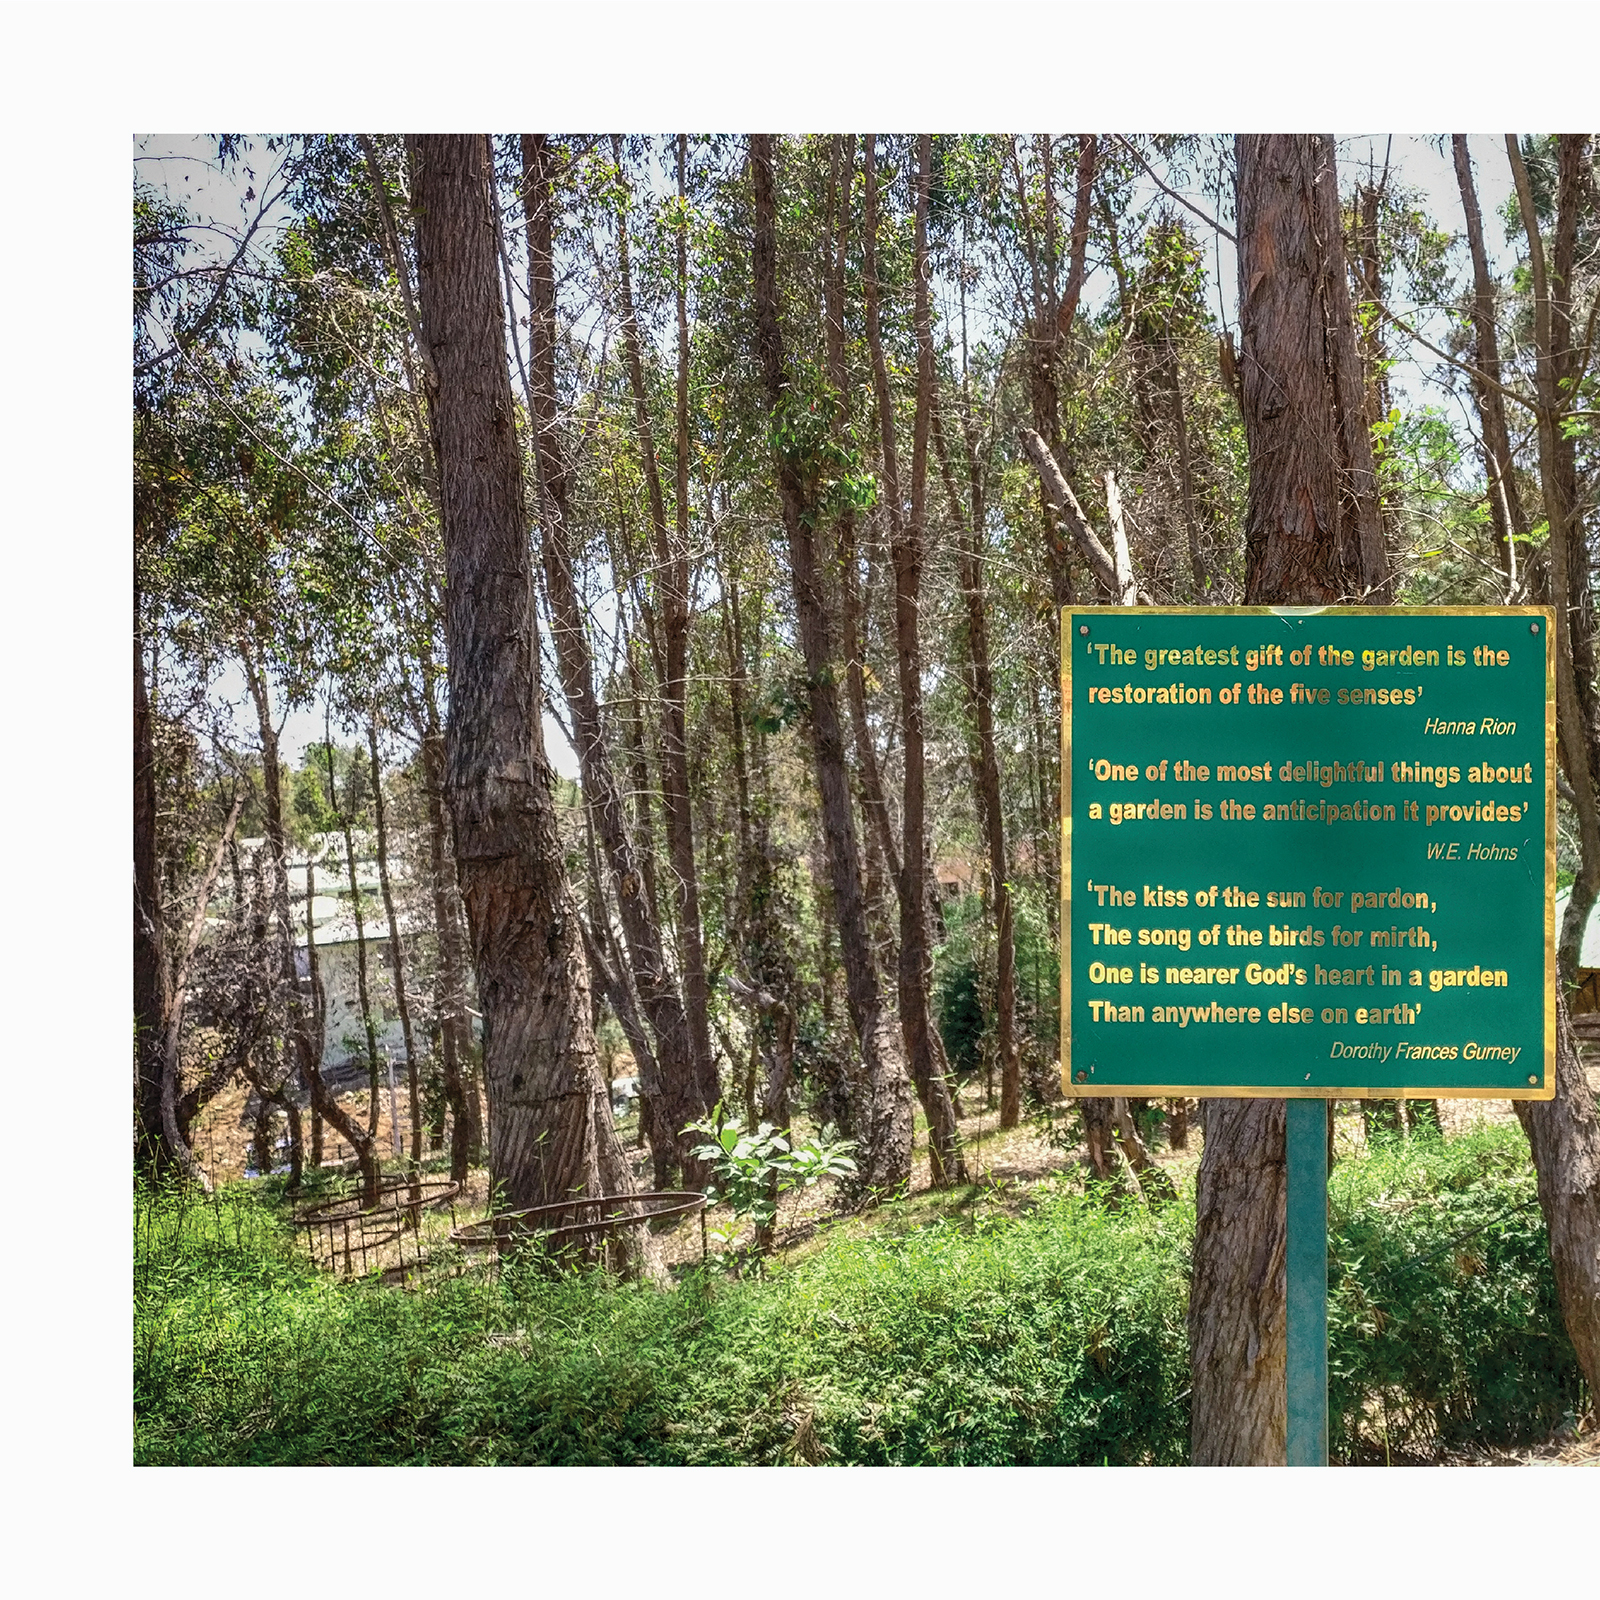 ‘The greatest gift of the garden is the
restoration of the five senses’
Hanna Rion
‘One of the most delightful things about
a garden is the anticipation it provides’
W.E. Hohns
‘The kiss of the sun for pardon,
The song of the birds for mirth,
One is nearer God’s heart in a garden
Than anywhere else on earth’
Dorothy Frances Gurney